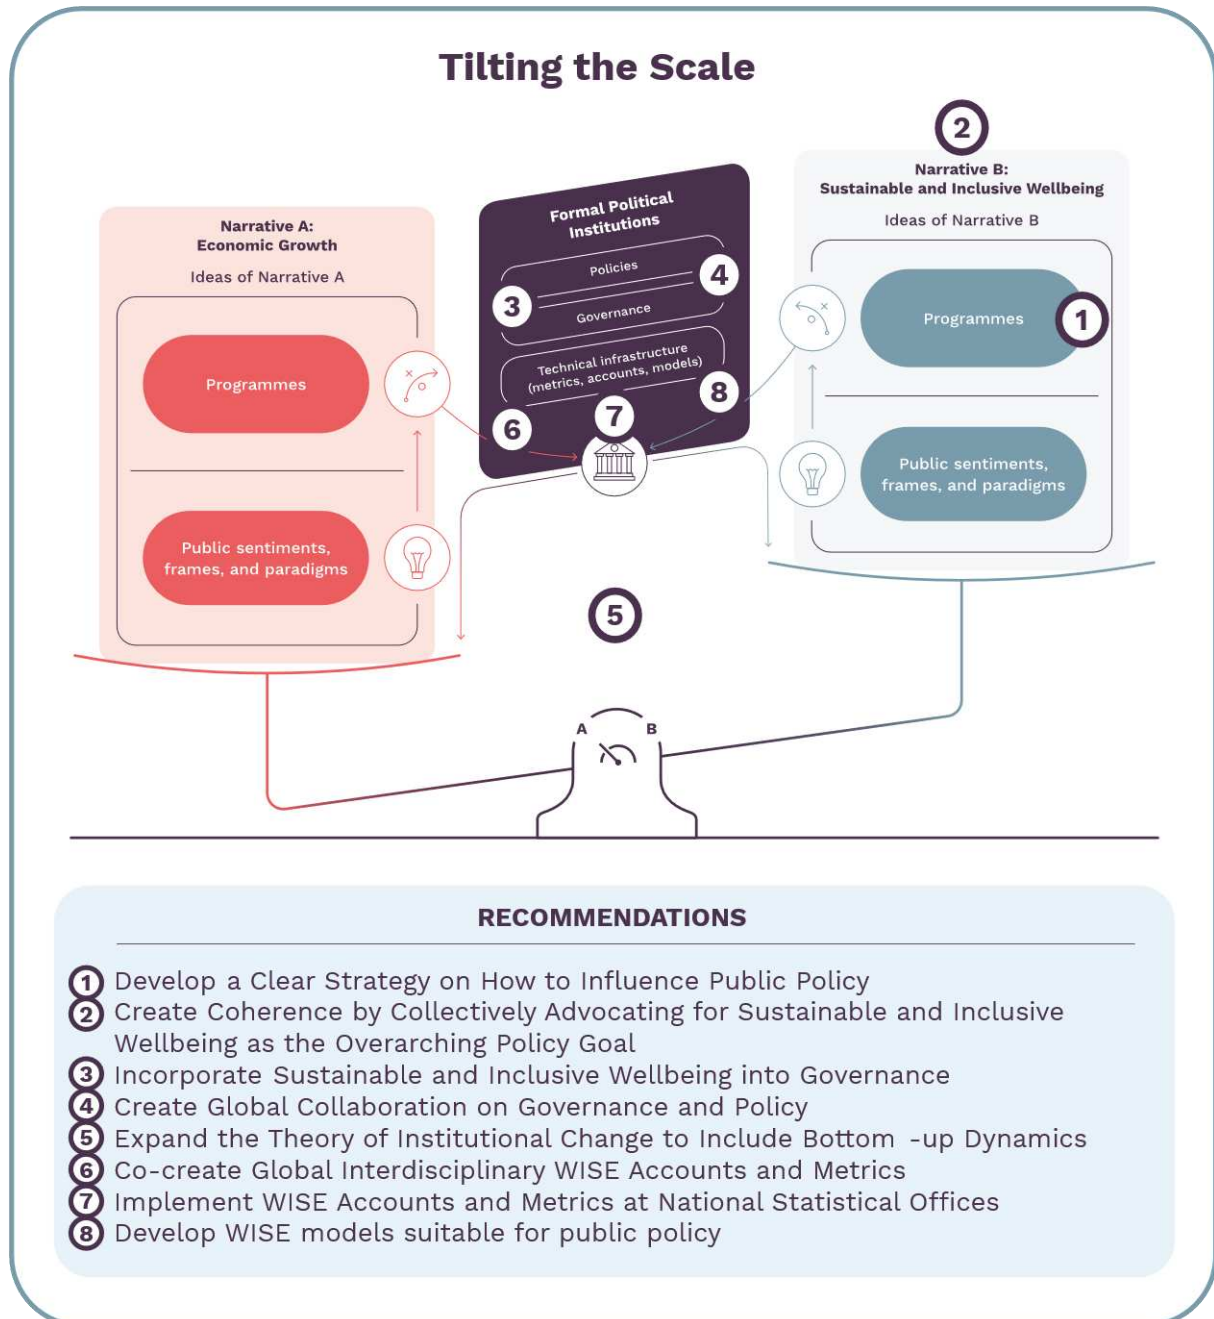 Tilting the Scale
2
Narrative B:
Sustainable and Inclusive Wellbeing
Ideas of Narrative B
Programmes
1
Public sentiments,
frames, and paradigms
Formal Political
Institutions
Policies
4
3
Governance
Technical infrastructure
(metrics, accounts, models)
8
7
6
Narrative A:
Economic Growth
Ideas of Narrative A
Programmes
Public sentiments,
frames, and paradigms
5
A B
RECOMMENDATIONS
1 Develop a Clear Strategy on How to Influence Public Policy
2 Create Coherence by Collectively Advocating for Sustainable and Inclusive
Wellbeing as the Overarching Policy Goal
3 Incorporate Sustainable and Inclusive Wellbeing into Governance
4 Create Global Collaboration on Governance and Policy
5 Expand the Theory of Institutional Change to Include Bottom -up Dynamics
6 Co-create Global Interdisciplinary WISE Accounts and Metrics
7 Implement WISE Accounts and Metrics at National Statistical Offices
8 Develop WISE models suitable for public policy